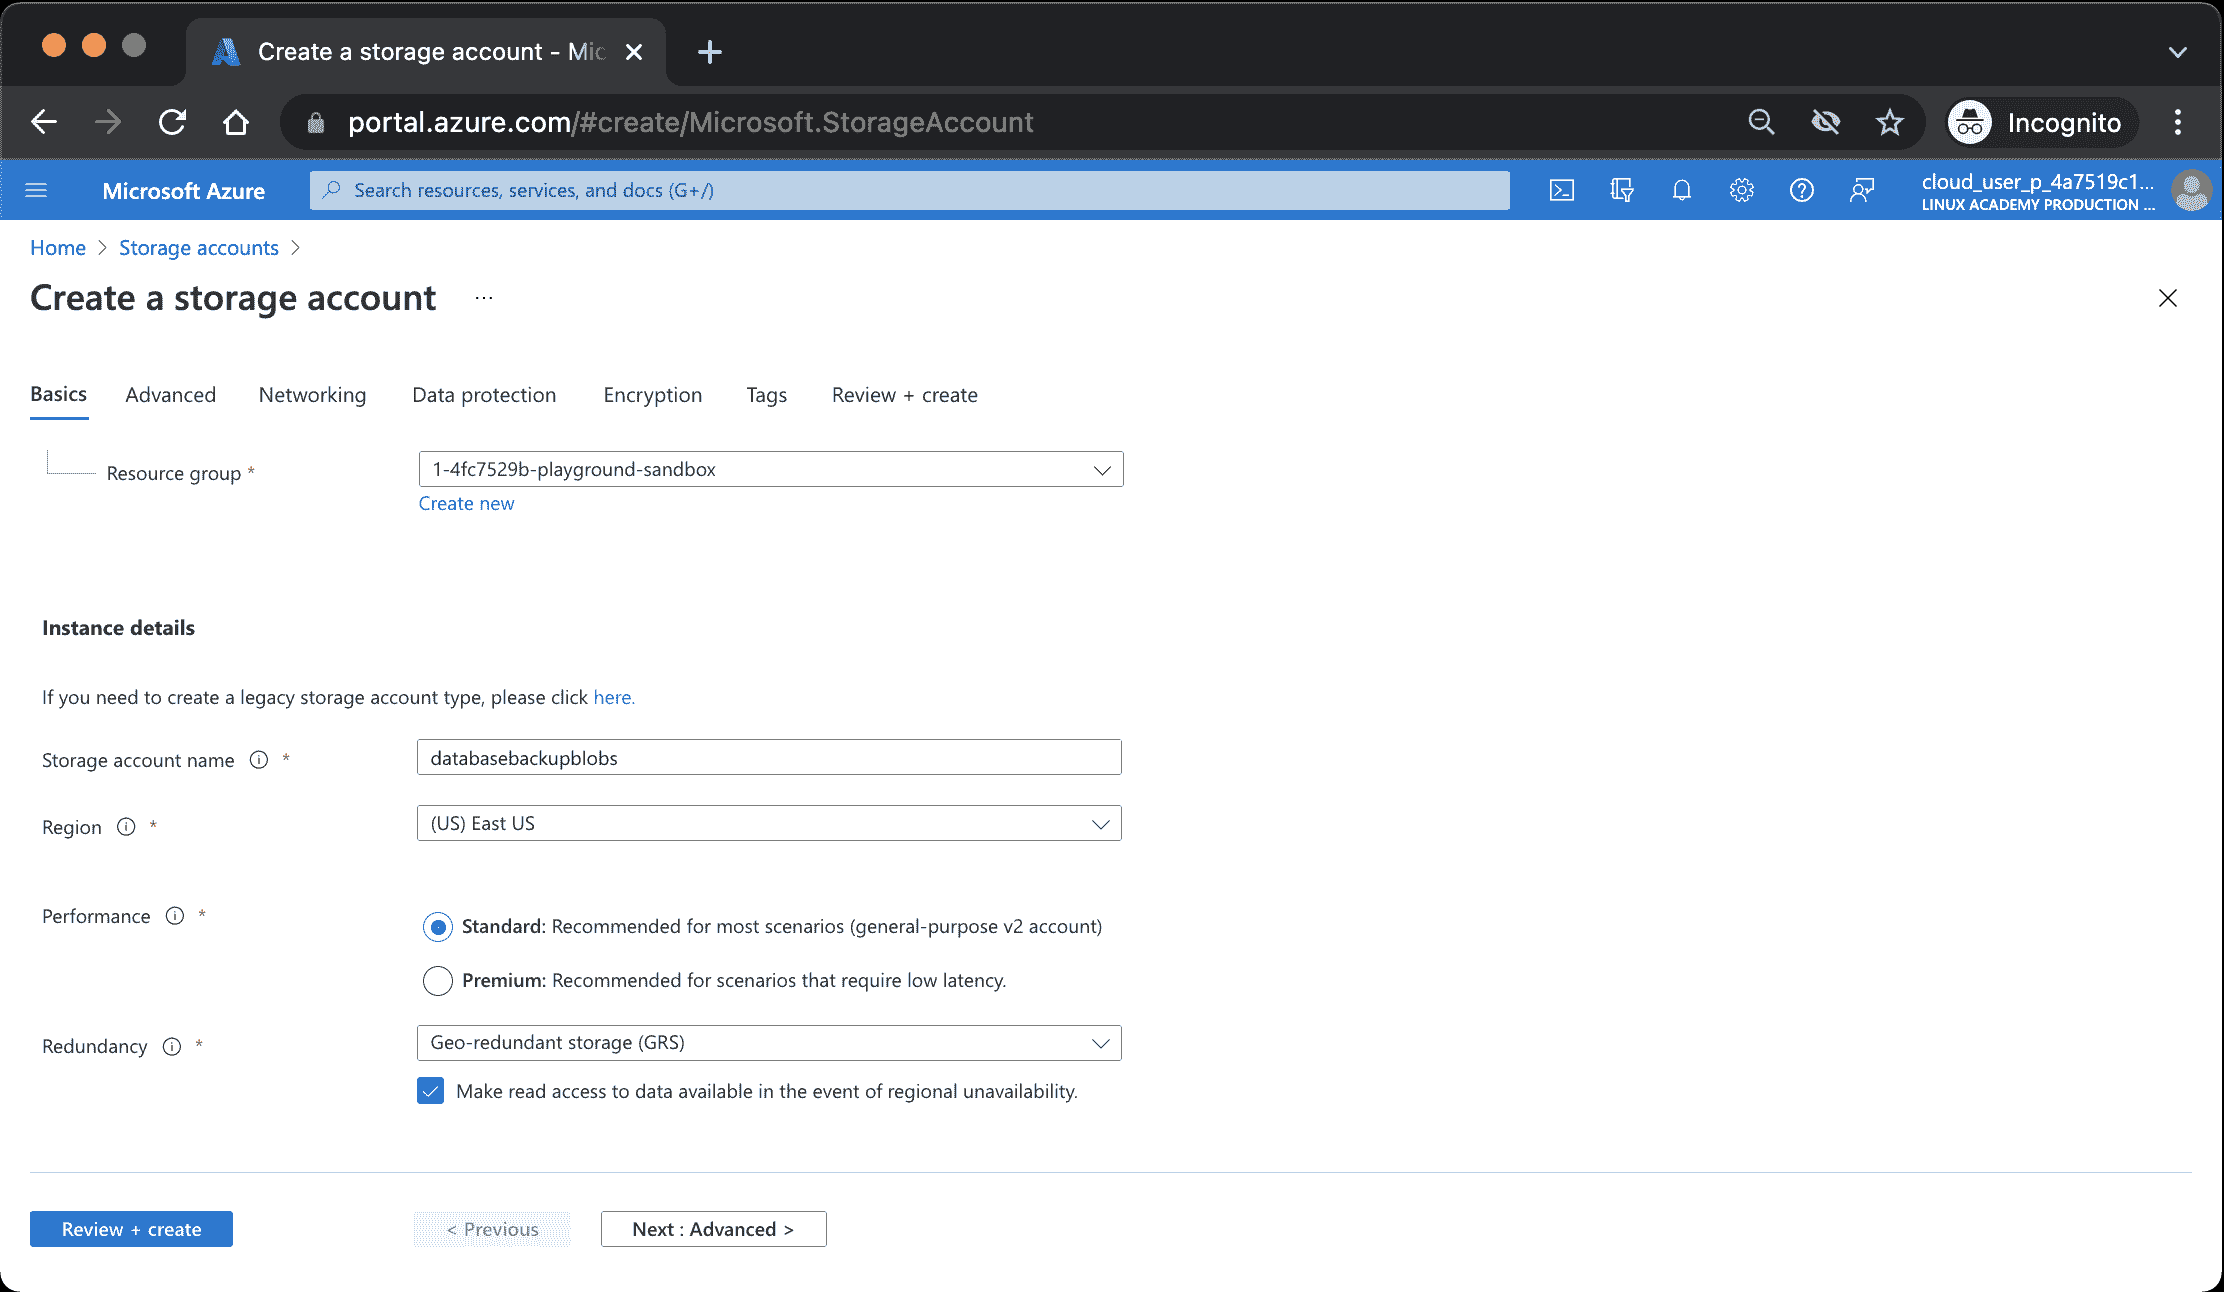 Create a storage account - Mic
portal.azure.com/#create/Microsoft.StorageAccount
Incognito
Microsoft Azure
Search resources, services, and docs (G+/)
cloud_user_p_4a7519c1...
LINUX ACADEMY PRODUCTION ...
Home > Storage accounts >
Create a storage account ...
Basics Advanced Networking Data protection Encryption Tags Review + create
Resource group * 1-4fc7529b-playground-sandbox
Create new
Instance details
If you need to create a legacy storage account type, please click here.
Storage account name * databasebackupblobs
Region * (US) East US
Performance *
Standard: Recommended for most scenarios (general-purpose v2 account)
Premium: Recommended for scenarios that require low latency.
Redundancy * Geo-redundant storage (GRS)
Make read access to data available in the event of regional unavailability.
Review + create < Previous Next : Advanced >